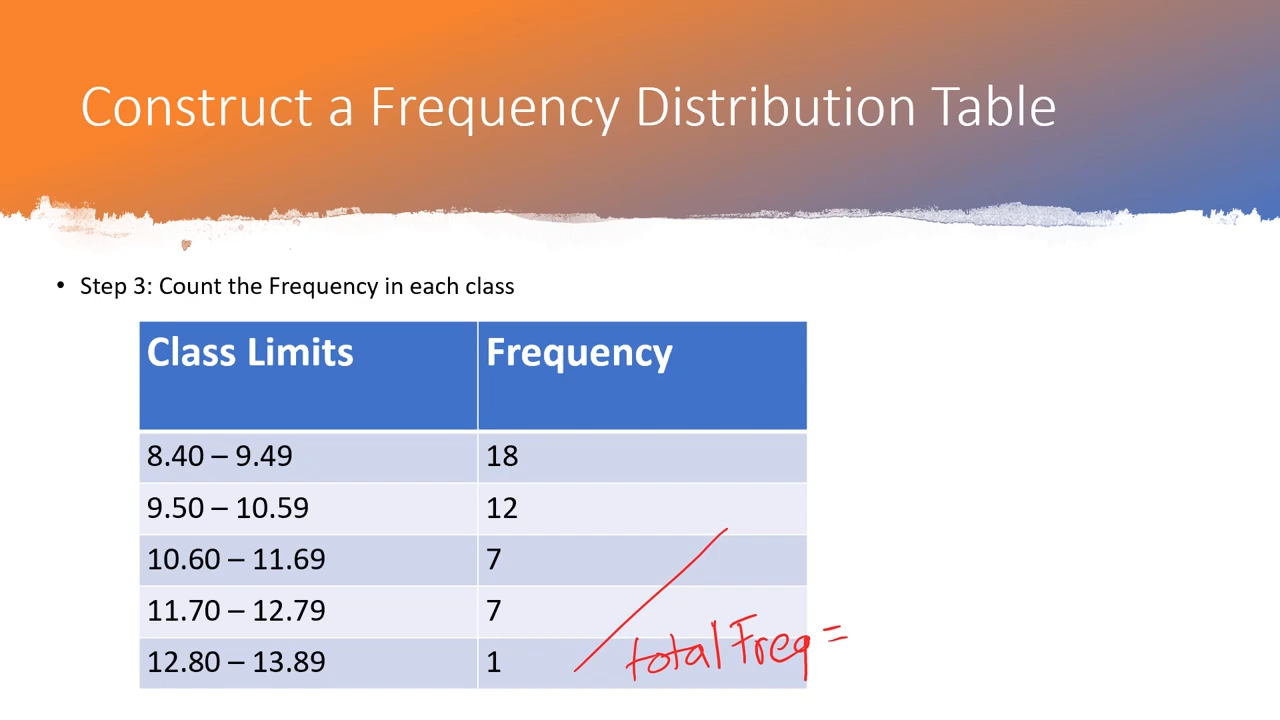 Construct a Frequency Distribution Table
• Step 3: Count the Frequency in each class
Class Limits Frequency
8.40 – 9.49 18
9.50 – 10.59 12
10.60 – 11.69 7
11.70 – 12.79 7
12.80 – 13.89 1
total Freq =